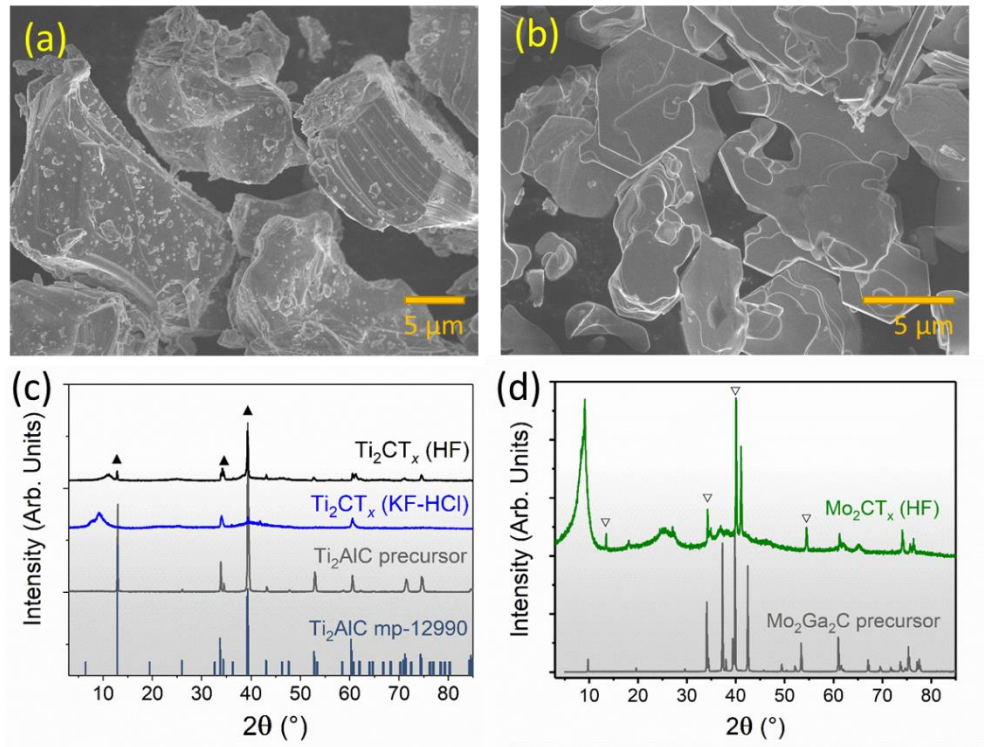 (a)
5 μm
(b)
5 μm
(c)
Intensity (Arb. Units)
▲ ▲ ▲
Ti₂CTₓ (HF)
Ti₂CTₓ (KF-HCl)
Ti₂AlC precursor
Ti₂AlC mp-12990
10 20 30 40 50 60 70 80
2θ (°)
(d)
Intensity (Arb. Units)
▽ ▽ ▽ ▽
Mo₂CTₓ (HF)
Mo₂Ga₂C precursor
10 20 30 40 50 60 70 80
2θ (°)